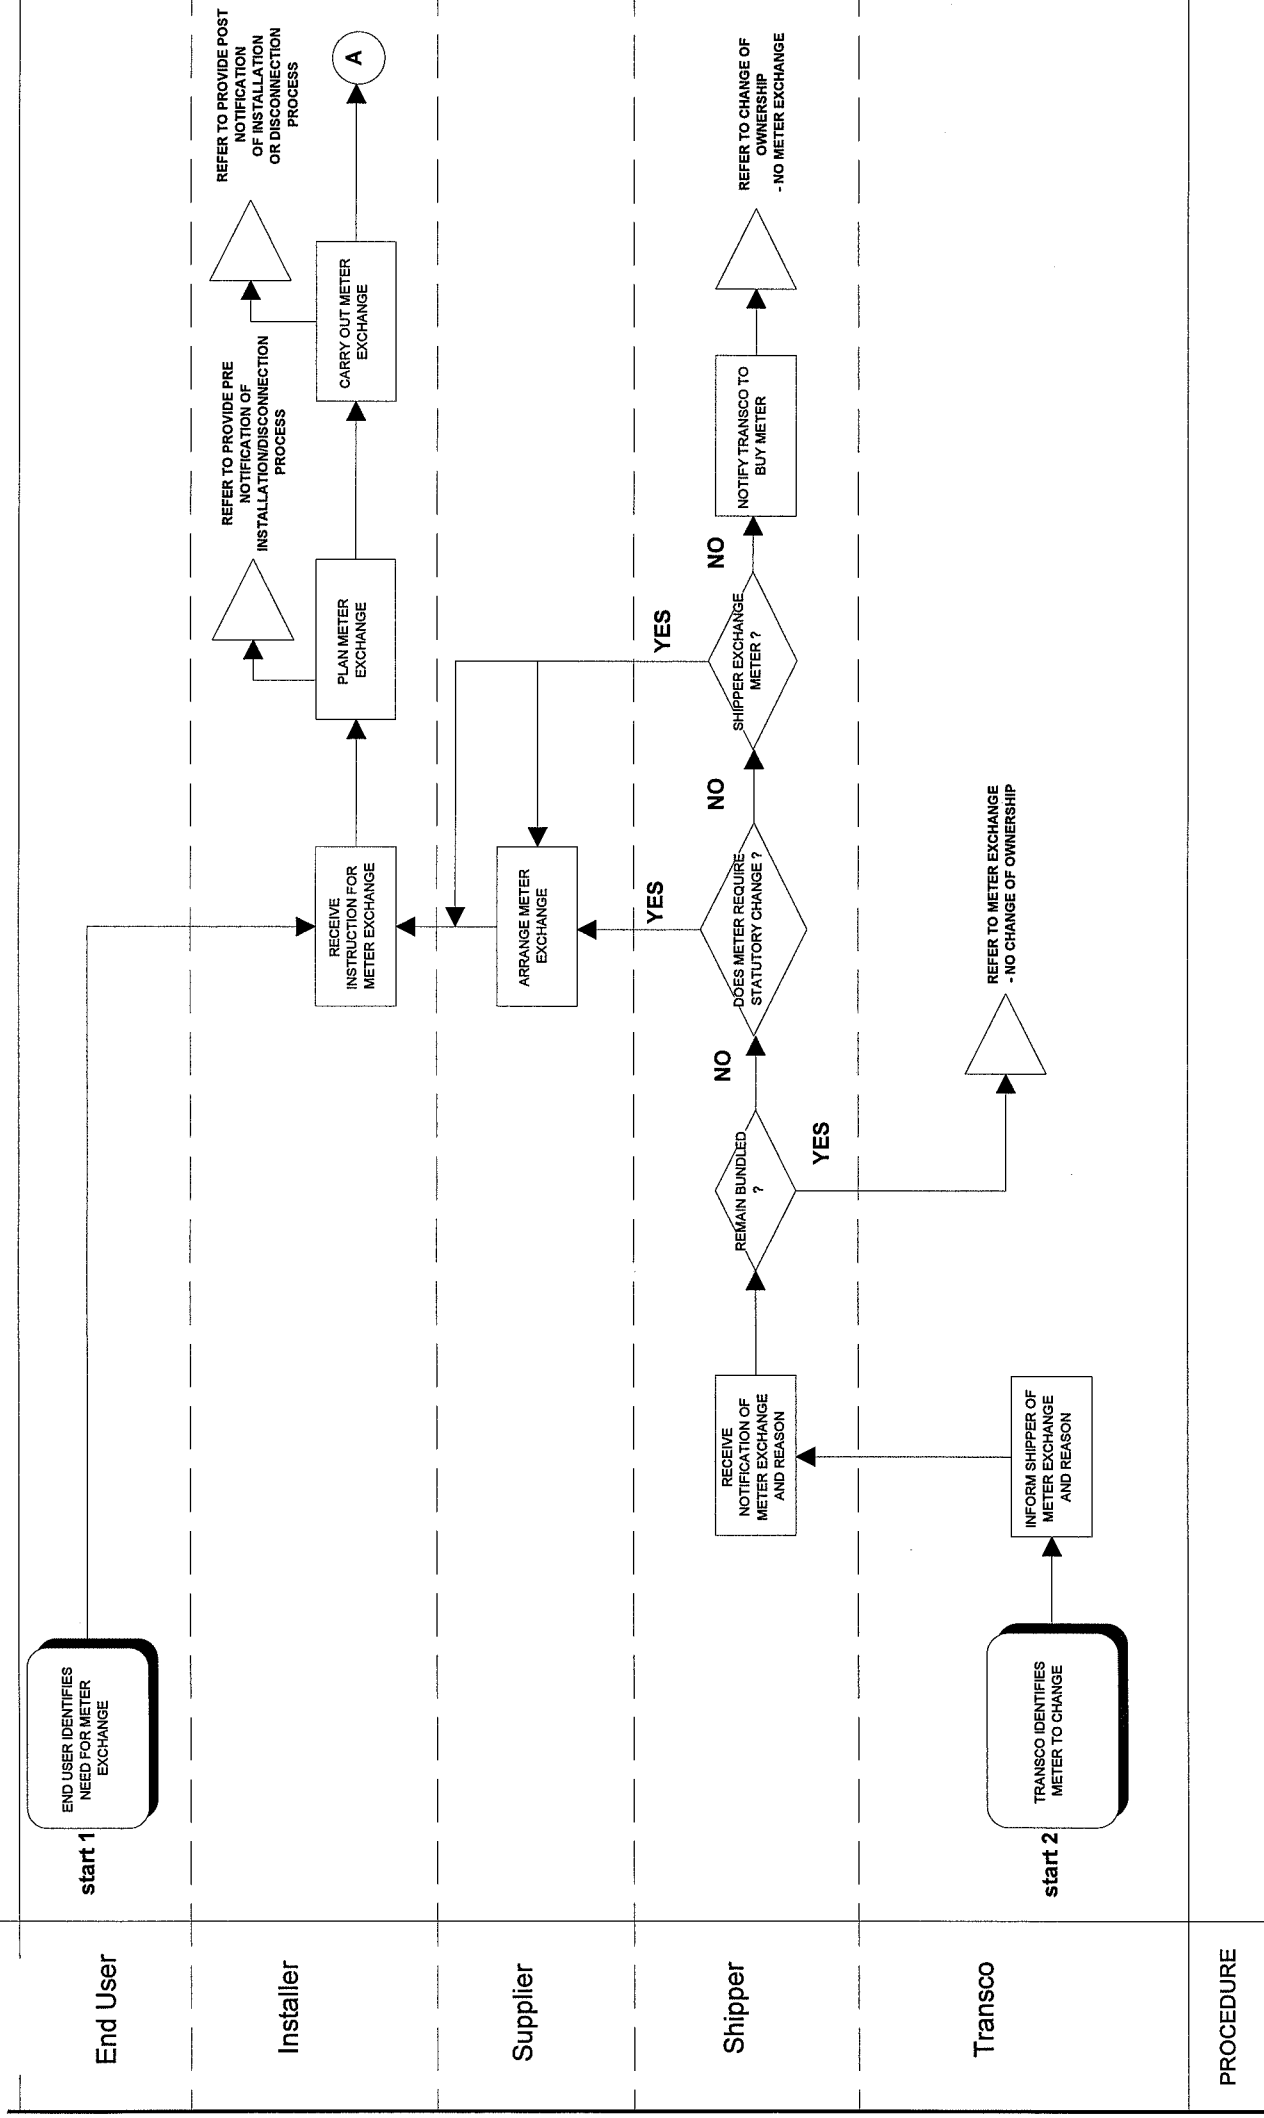 End User
start 1
END USER IDENTIFIES
NEED FOR METER
EXCHANGE
Installer
RECEIVE
INSTRUCTION FOR
METER EXCHANGE
PLAN METER
EXCHANGE
REFER TO PROVIDE PRE
NOTIFICATION OF
INSTALLATION/DISCONNECTION
PROCESS
CARRY OUT METER
EXCHANGE
REFER TO PROVIDE POST
NOTIFICATION
OF INSTALLATION
OR DISCONNECTION
PROCESS
A
Supplier
ARRANGE METER
EXCHANGE
Shipper
RECEIVE
NOTIFICATION OF
METER EXCHANGE
AND REASON
REMAIN BUNDLED
?
NO
YES
DOES METER REQUIRE
STATUTORY CHANGE ?
YES
NO
SHIPPER EXCHANGE
METER ?
YES
NO
NOTIFY TRANSCO TO
BUY METER
REFER TO CHANGE OF
OWNERSHIP
- NO METER EXCHANGE
Transco
start 2
TRANSCO IDENTIFIES
METER TO CHANGE
INFORM SHIPPER OF
METER EXCHANGE
AND REASON
REFER TO METER EXCHANGE
- NO CHANGE OF OWNERSHIP
PROCEDURE